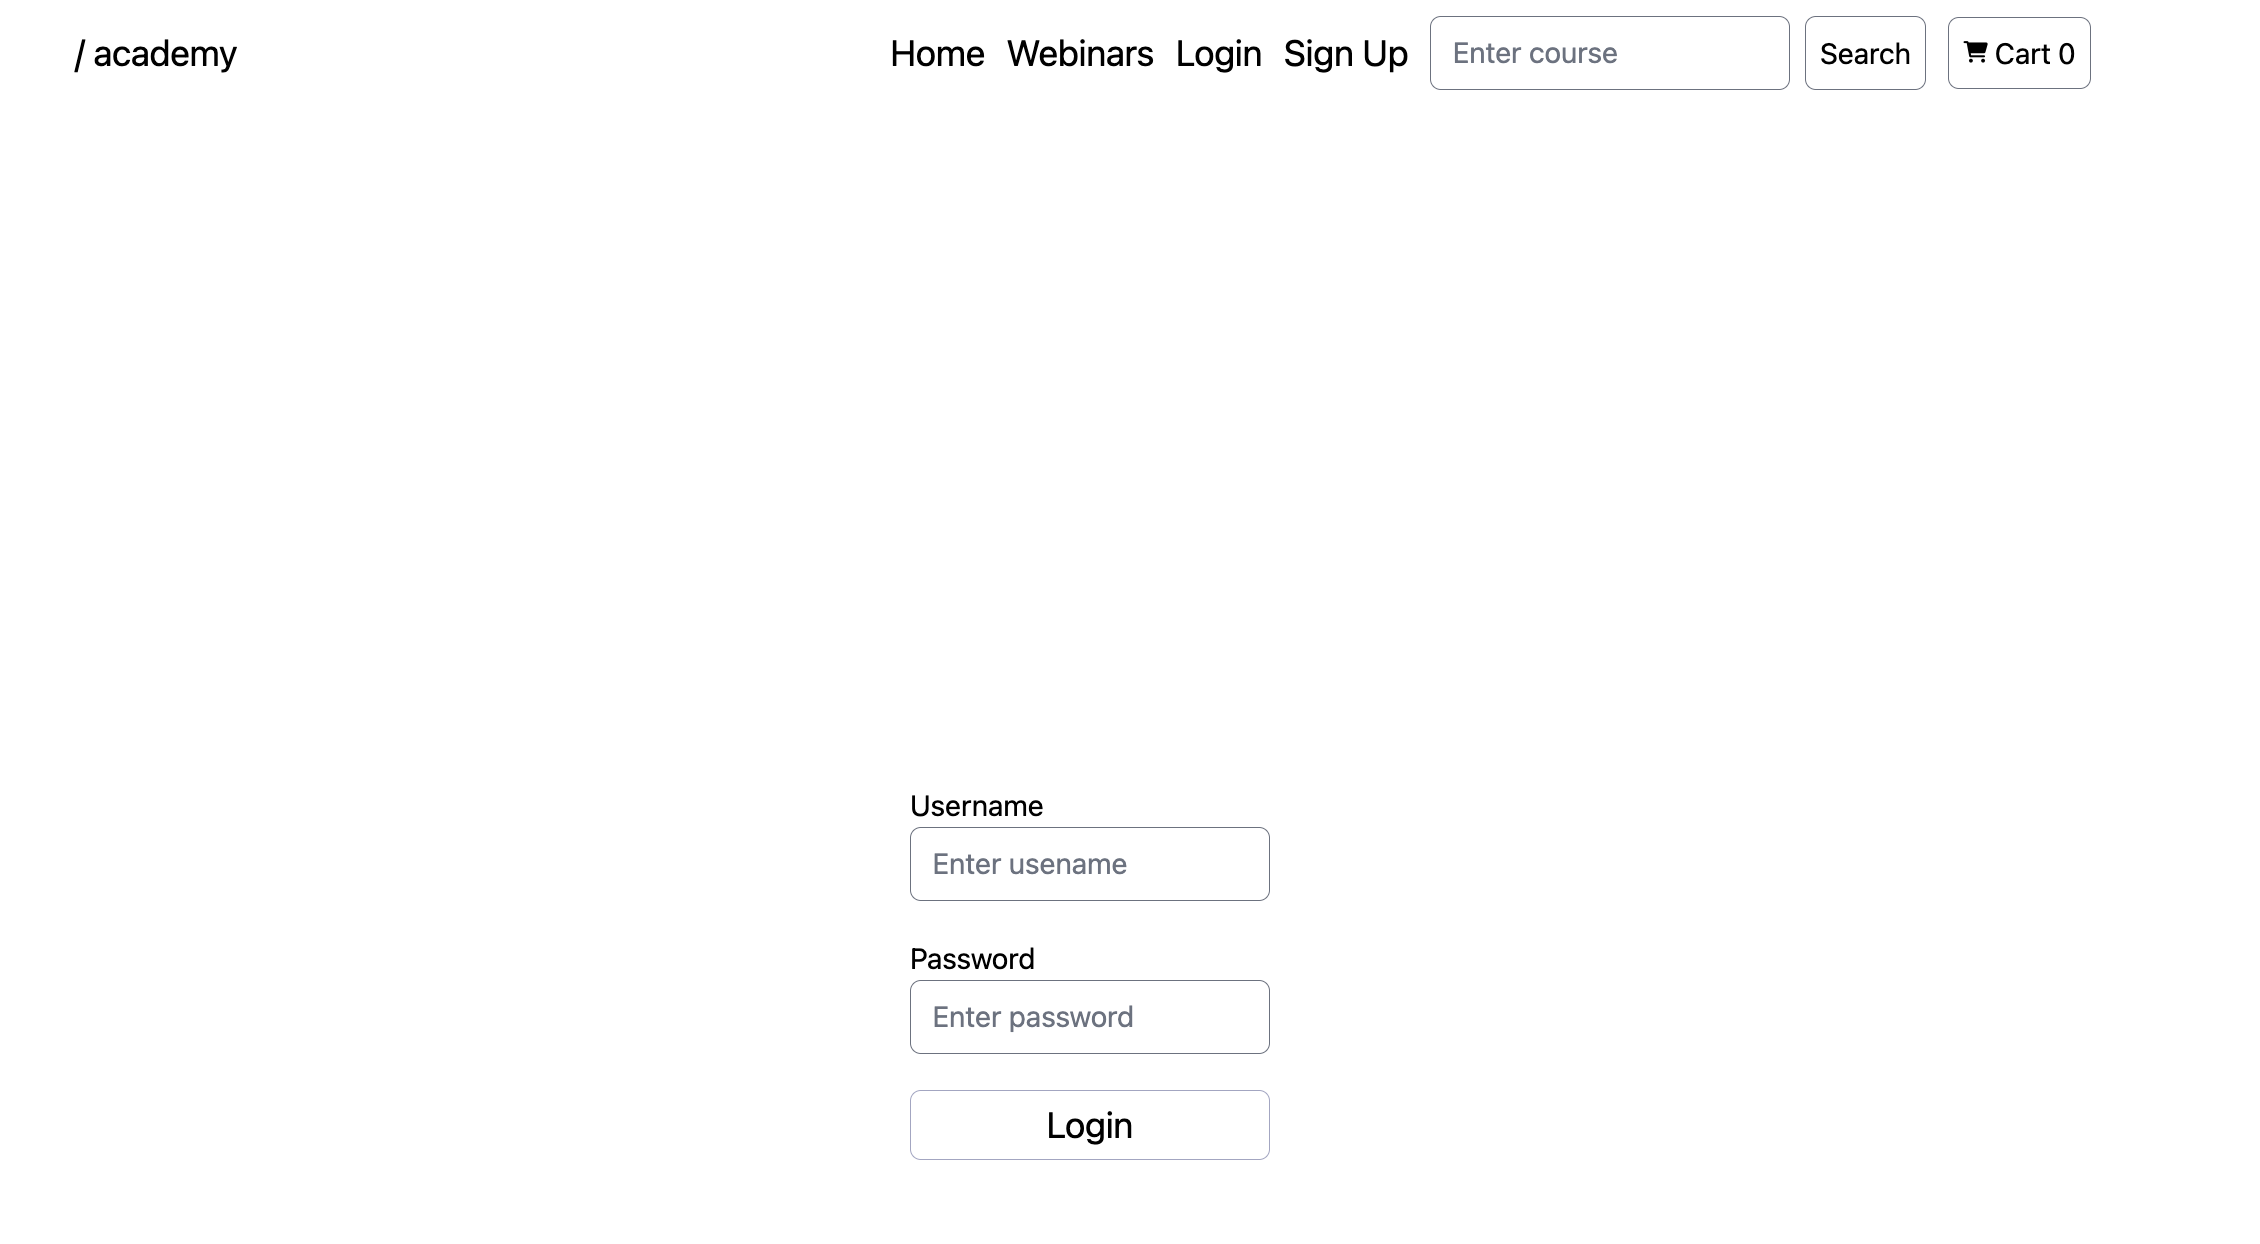 / academy Home Webinars Login Sign Up Enter course Search Cart 0
Username
Enter usename
Password
Enter password
Login